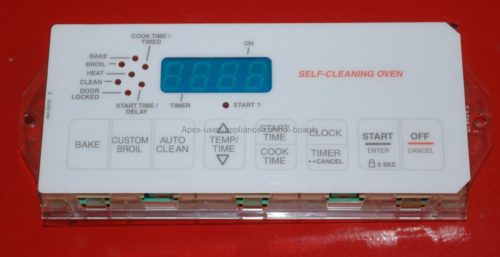 COOK TIME /
TIMED
BAKE
BROIL
HEAT
CLEAN
DOOR
LOCKED
START TIME /
DELAY
TIMER
ON
START ?
SELF-CLEANING OVEN
BAKE
CUSTOM
BROIL
AUTO
CLEAN
TEMP/
TIME
START
TIME
COOK
TIME
CLOCK
TIMER
++CANCEL
START
ENTER
5 SEC
OFF
CANCEL